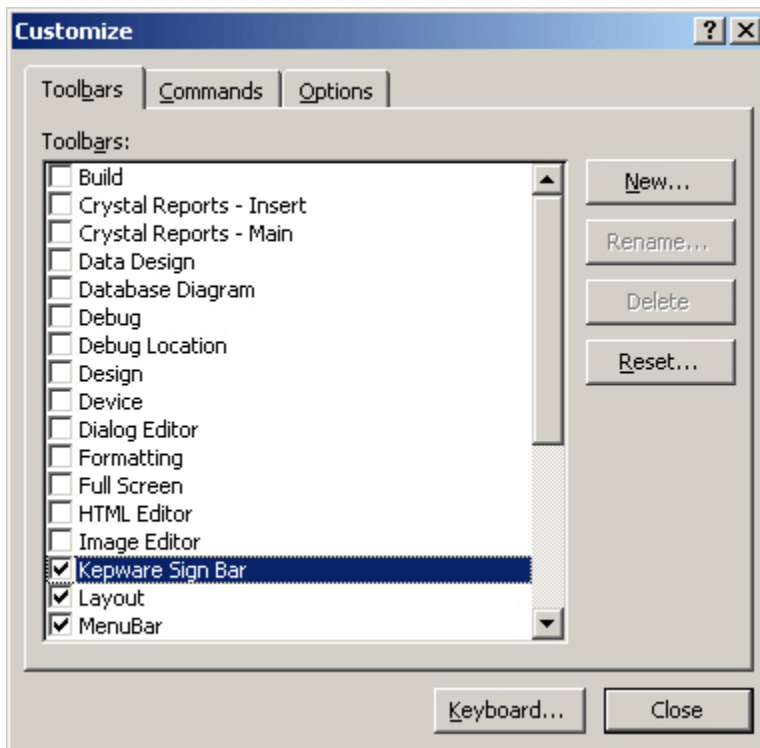 Customize
Toolbars Commands Options
Toolbars:
Build
Crystal Reports - Insert
Crystal Reports - Main
Data Design
Database Diagram
Debug
Debug Location
Design
Device
Dialog Editor
Formatting
Full Screen
HTML Editor
Image Editor
Kepware Sign Bar
Layout
MenuBar
New...
Rename...
Delete
Reset...
Keyboard... Close